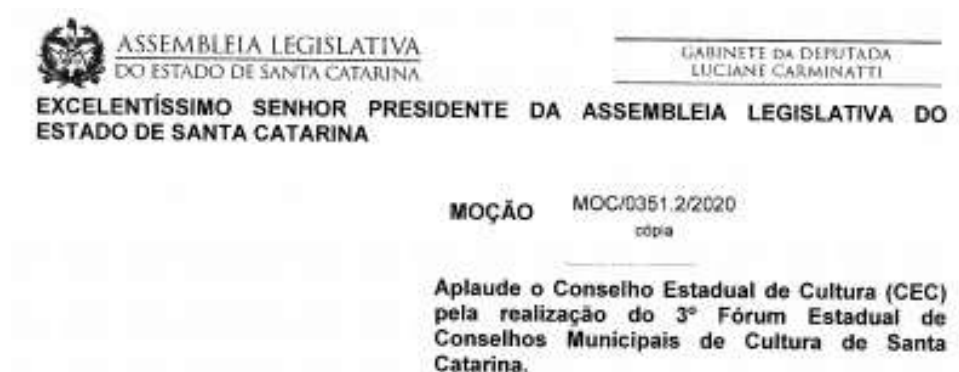 ASSEMBLEIA LEGISLATIVA
DO ESTADO DE SANTA CATARINA
GABINETE DA DEPUTADA
LUCIANE CARMINATTI
EXCELENTÍSSIMO SENHOR PRESIDENTE DA ASSEMBLEIA LEGISLATIVA DO
ESTADO DE SANTA CATARINA
MOÇÃO MOC/0351.2/2020
cópia
Aplaude o Conselho Estadual de Cultura (CEC)
pela realização do 3º Fórum Estadual de
Conselhos Municipais de Cultura de Santa
Catarina.